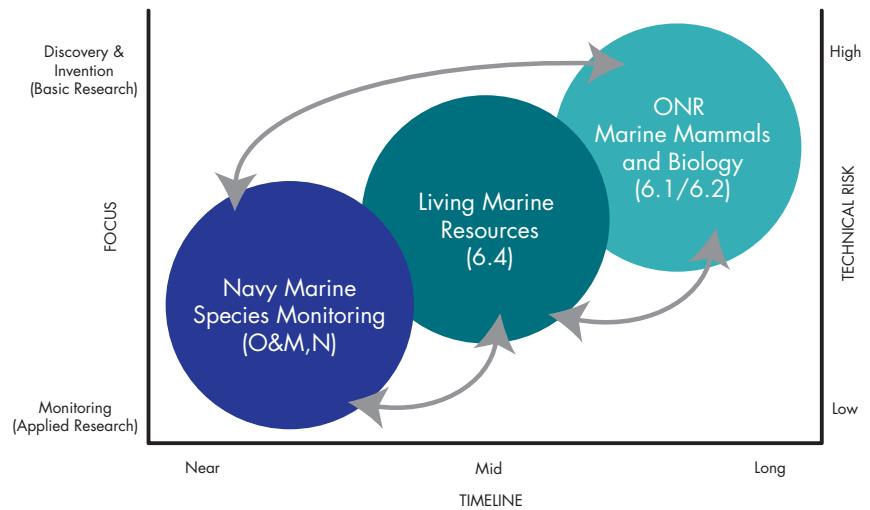 Discovery &
Invention
(Basic Research)
High
ONR
Marine Mammals
and Biology
(6.1/6.2)
Living Marine
Resources
(6.4)
FOCUS
TECHNICAL RISK
Navy Marine
Species Monitoring
(O&M,N)
Monitoring
(Applied Research)
Low
Near
Mid
Long
TIMELINE